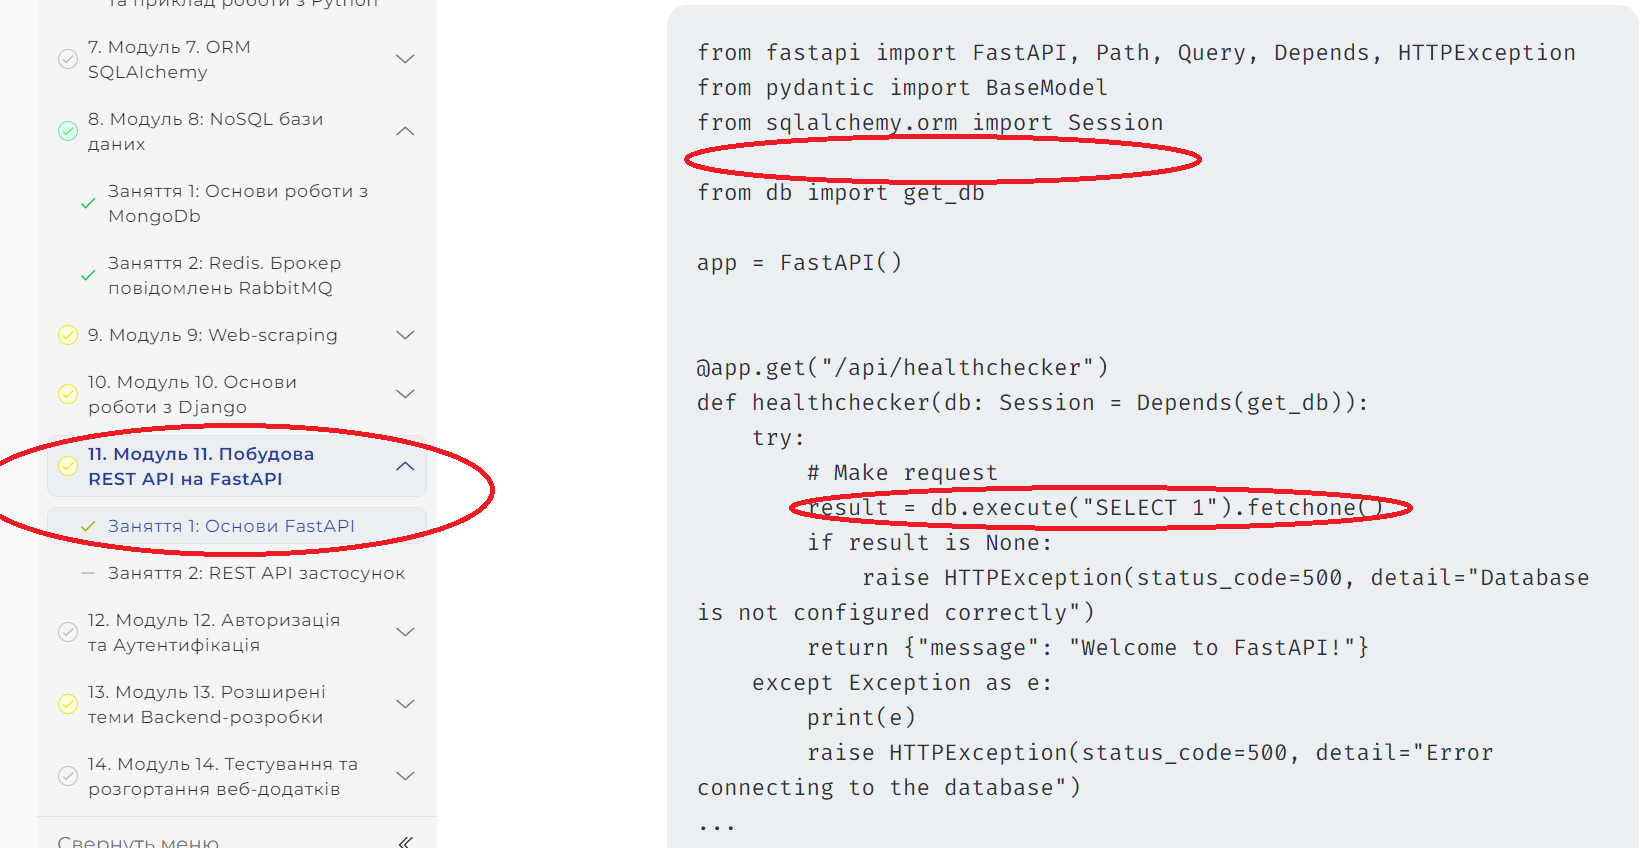 та приклад роботи з Python
7. Модуль 7. ORM
SQLAlchemy
8. Модуль 8: NoSQL бази
даних
Заняття 1: Основи роботи з
MongoDb
Заняття 2: Redis. Брокер
повідомлень RabbitMQ
9. Модуль 9: Web-scraping
10. Модуль 10. Основи
роботи з Django
11. Модуль 11. Побудова
REST API на FastAPI
Заняття 1: Основи FastAPI
Заняття 2: REST API застосунок
12. Модуль 12. Авторизація
та Аутентифікація
13. Модуль 13. Розширені
теми Backend-розробки
14. Модуль 14. Тестування та
розгортання веб-додатків
Свернуть меню
from fastapi import FastAPI, Path, Query, Depends, HTTPException
from pydantic import BaseModel
from sqlalchemy.orm import Session
from db import get_db
app = FastAPI()
@app.get("/api/healthchecker")
def healthchecker(db: Session = Depends(get_db)):
try:
# Make request
result = db.execute("SELECT 1").fetchone()
if result is None:
raise HTTPException(status_code=500, detail="Database
is not configured correctly")
return {"message": "Welcome to FastAPI!"}
except Exception as e:
print(e)
raise HTTPException(status_code=500, detail="Error
connecting to the database")
...